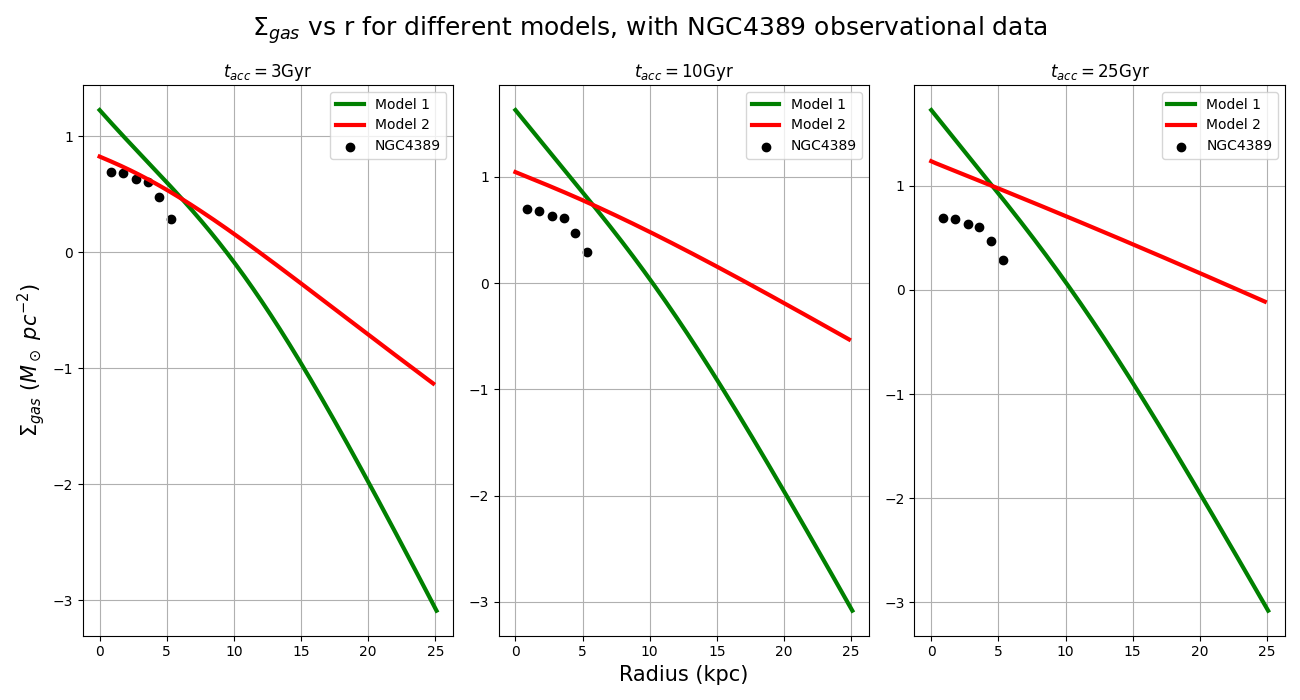 Σgas vs r for different models, with NGC4389 observational data
tacc = 3Gyr
tacc = 10Gyr
tacc = 25Gyr
Model 1
Model 2
NGC4389
Model 1
Model 2
NGC4389
Model 1
Model 2
NGC4389
1
0
−1
−2
−3
1
0
−1
−2
−3
1
0
−1
−2
−3
Σgas (M⊙ pc−2)
0 5 10 15 20 25
0 5 10 15 20 25
0 5 10 15 20 25
Radius (kpc)